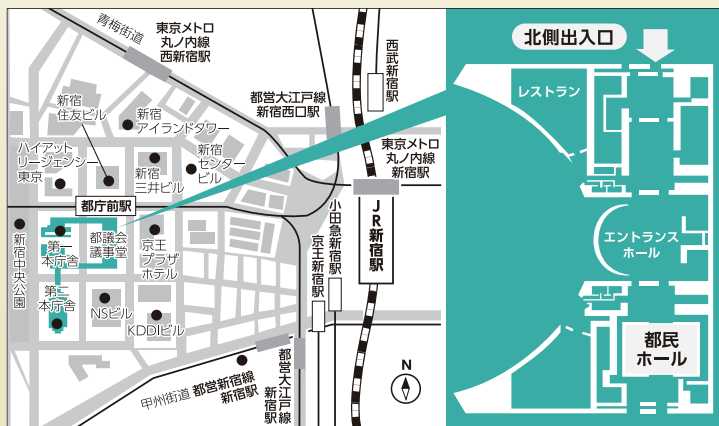 青梅街道
東京メトロ
丸ノ内線
西新宿駅
西武新宿駅
都営大江戸線
新宿西口駅
新宿
住友ビル
新宿
アイランドタワー
ハイアット
リージェンシー
東京
新宿
三井ビル
新宿
センター
ビル
東京メトロ
丸ノ内線
新宿駅
都庁前駅
JR新宿駅
小田急新宿駅
京王新宿駅
新宿中央公園
第一
本庁舎
都議会
議事堂
京王
プラザ
ホテル
第二
本庁舎
NSビル
KDDIビル
甲州街道
都営新宿線
新宿駅
都営大江戸線
新宿駅
N
北側出入口
レストラン
エントランス
ホール
都民
ホール